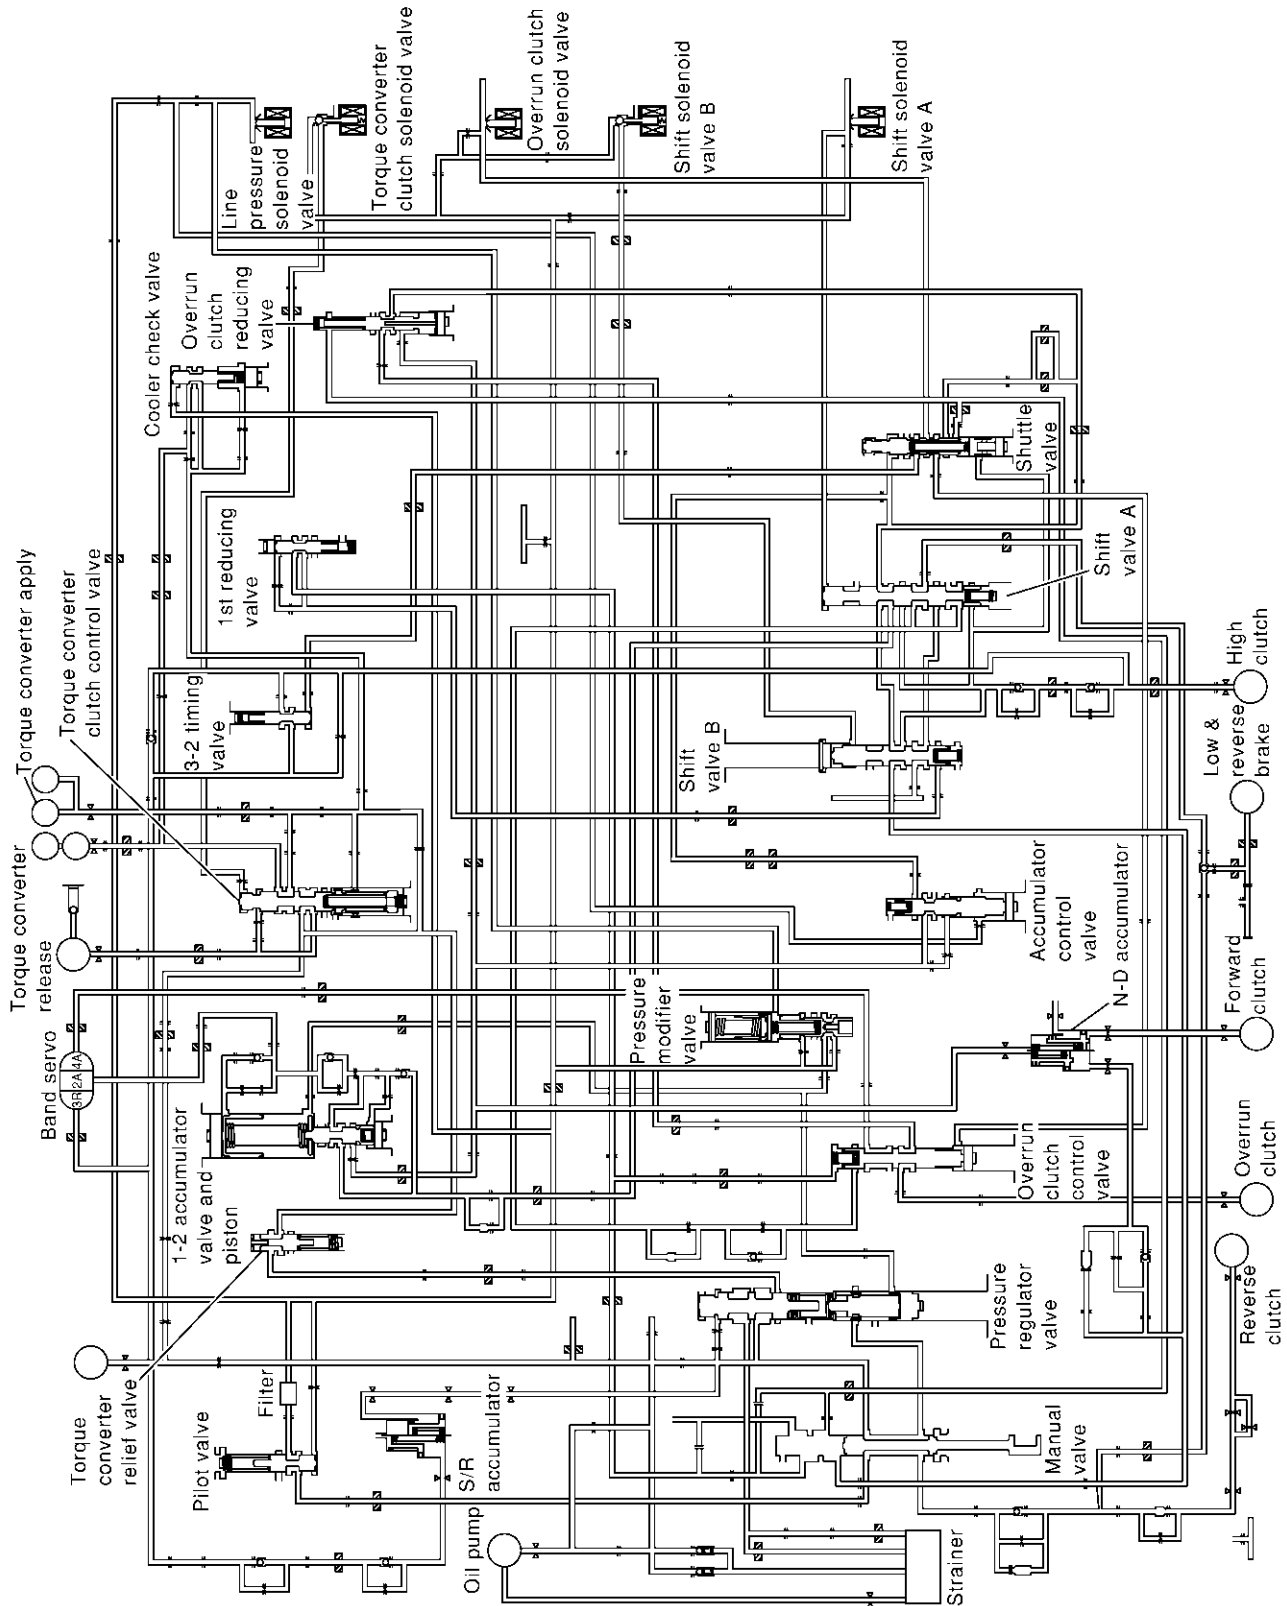 Torque converter apply
Torque converter
clutch control valve
Cooler check valve
Overrun
clutch
reducing
valve
Line
pressure
solenoid
valve
Torque converter
clutch solenoid valve
Overrun clutch
solenoid valve
Shift solenoid
valve B
Shift solenoid
valve A
1st reducing
valve
3-2 timing
valve
Shuttle
valve
Shift
valve A
Shift
valve B
High
clutch
Low &
reverse
brake
Torque converter
release
Band servo
3R
2A
4A
Pressure
modifier
valve
Accumulator
control
valve
N-D accumulator
Forward
clutch
1-2 accumulator
valve and
piston
Overrun
clutch
control
valve
Overrun
clutch
Torque
converter
relief valve
Filter
Pilot valve
S/R
accumulator
Pressure
regulator
valve
Reverse
clutch
Manual
valve
Oil pump
Strainer